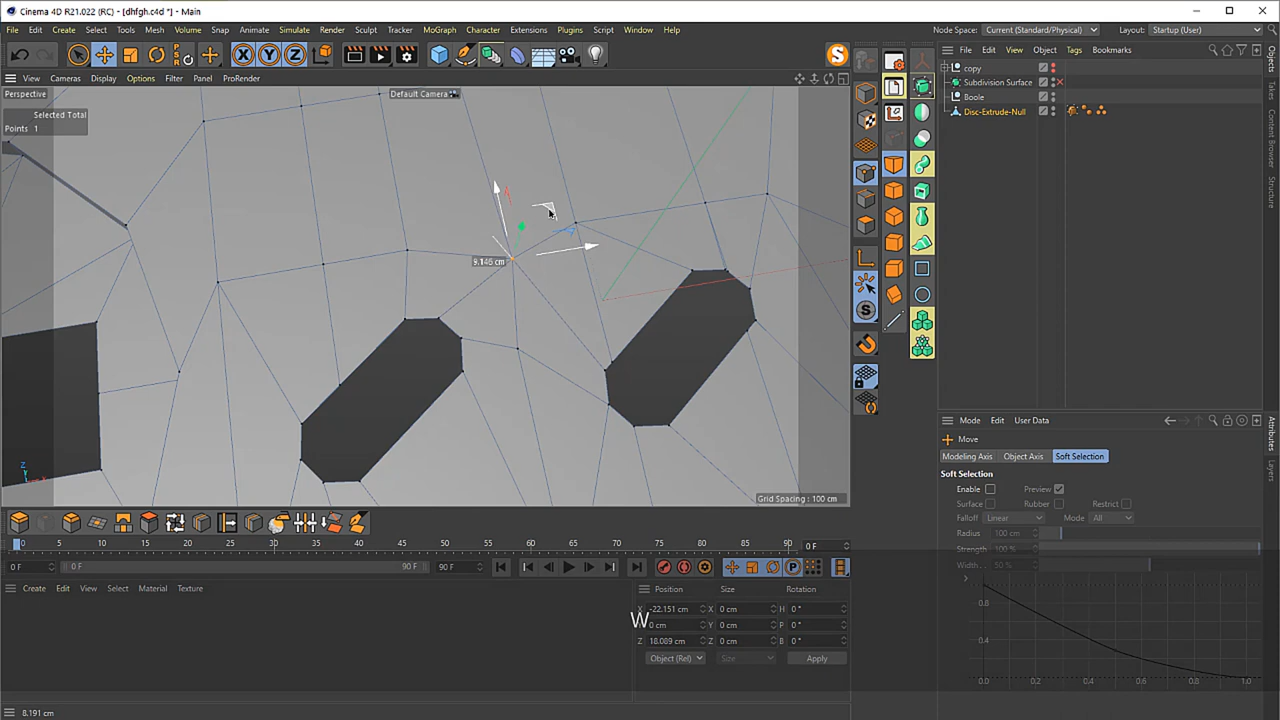 Cinema 4D R21.022 (RC) - [dhfgh.c4d *] - Main
File Edit Create Select Tools Mesh Volume Snap Animate Simulate Render Sculpt Tracker MoGraph Character Extensions Plugins Script Window Help
Node Space: Current (Standard/Physical) Layout: Startup (User)
View Cameras Display Options Filter Panel ProRender
File Edit View Object Tags Bookmarks
Perspective
Default Camera
Selected Total
Points 1
copy
Subdivision Surface
Boole
Disc-Extrude-Null
Objects
Takes
Content Browser
Structure
9.146 cm
Grid Spacing : 100 cm
Mode Edit User Data
Move
Modeling Axis Object Axis Soft Selection
Soft Selection
Enable Preview
Surface Rubber Restrict
Falloff Linear Mode All
Radius 100 cm
Strength 100 %
Width 50 %
0.8
0.4
0.0 0.2 0.4 0.6 0.8 1.0
Attributes
Layers
0 5 10 15 20 25 30 35 40 45 50 55 60 65 70 75 80 85 90 0 F
0 F 0 F 90 F 90 F
Create Edit View Select Material Texture
Position Size Rotation
X -22.151 cm X 0 cm H 0 °
0 cm Y 0 cm P 0 °
Z 18.089 cm Z 0 cm B 0 °
W
Object (Rel) Size Apply
8.191 cm